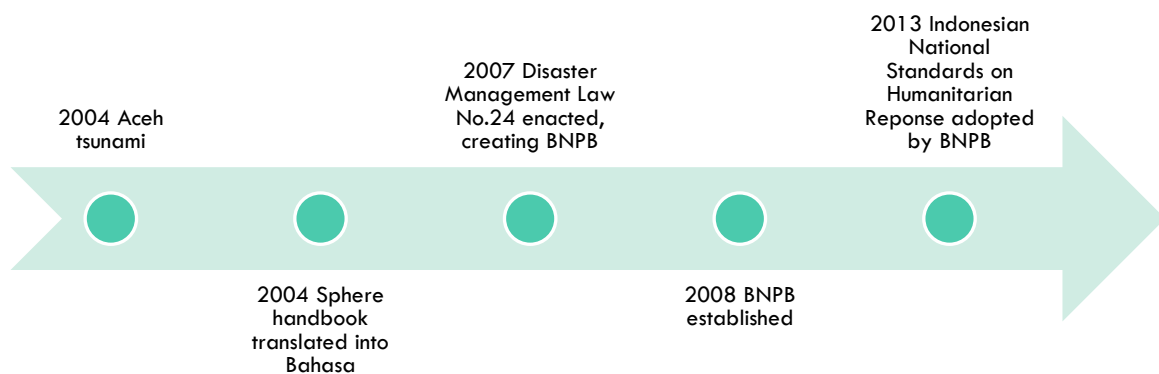 2004 Aceh
tsunami
2004 Sphere
handbook
translated into
Bahasa
2007 Disaster
Management Law
No.24 enacted,
creating BNPB
2008 BNPB
established
2013 Indonesian
National
Standards on
Humanitarian
Reponse adopted
by BNPB